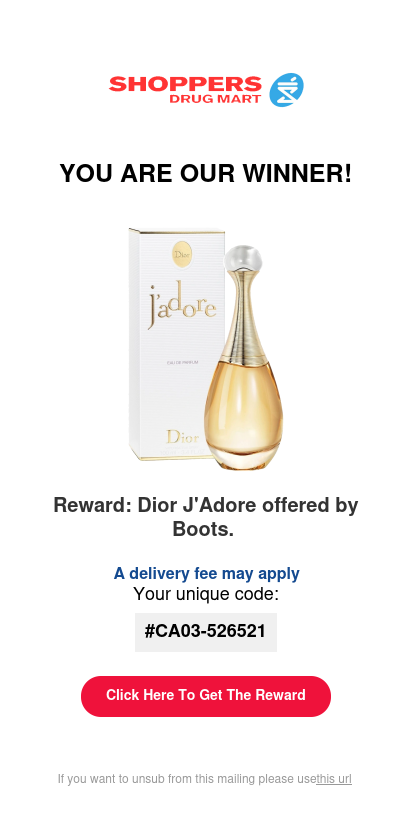 SHOPPERS
DRUG MART
YOU ARE OUR WINNER!
Dior
j'adore
EAU DE PARFUM
Dior
Reward: Dior J'Adore offered by
Boots.
A delivery fee may apply
Your unique code:
#CA03-526521
Click Here To Get The Reward
If you want to unsub from this mailing please usethis url